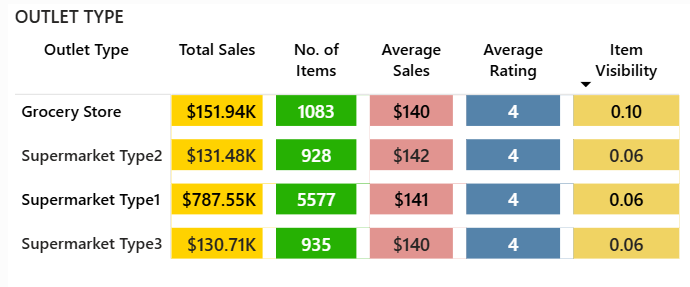 OUTLET TYPE
Outlet Type Total Sales No. of Items Average Sales Average Rating Item Visibility
Grocery Store $151.94K 1083 $140 4 0.10
Supermarket Type2 $131.48K 928 $142 4 0.06
Supermarket Type1 $787.55K 5577 $141 4 0.06
Supermarket Type3 $130.71K 935 $140 4 0.06